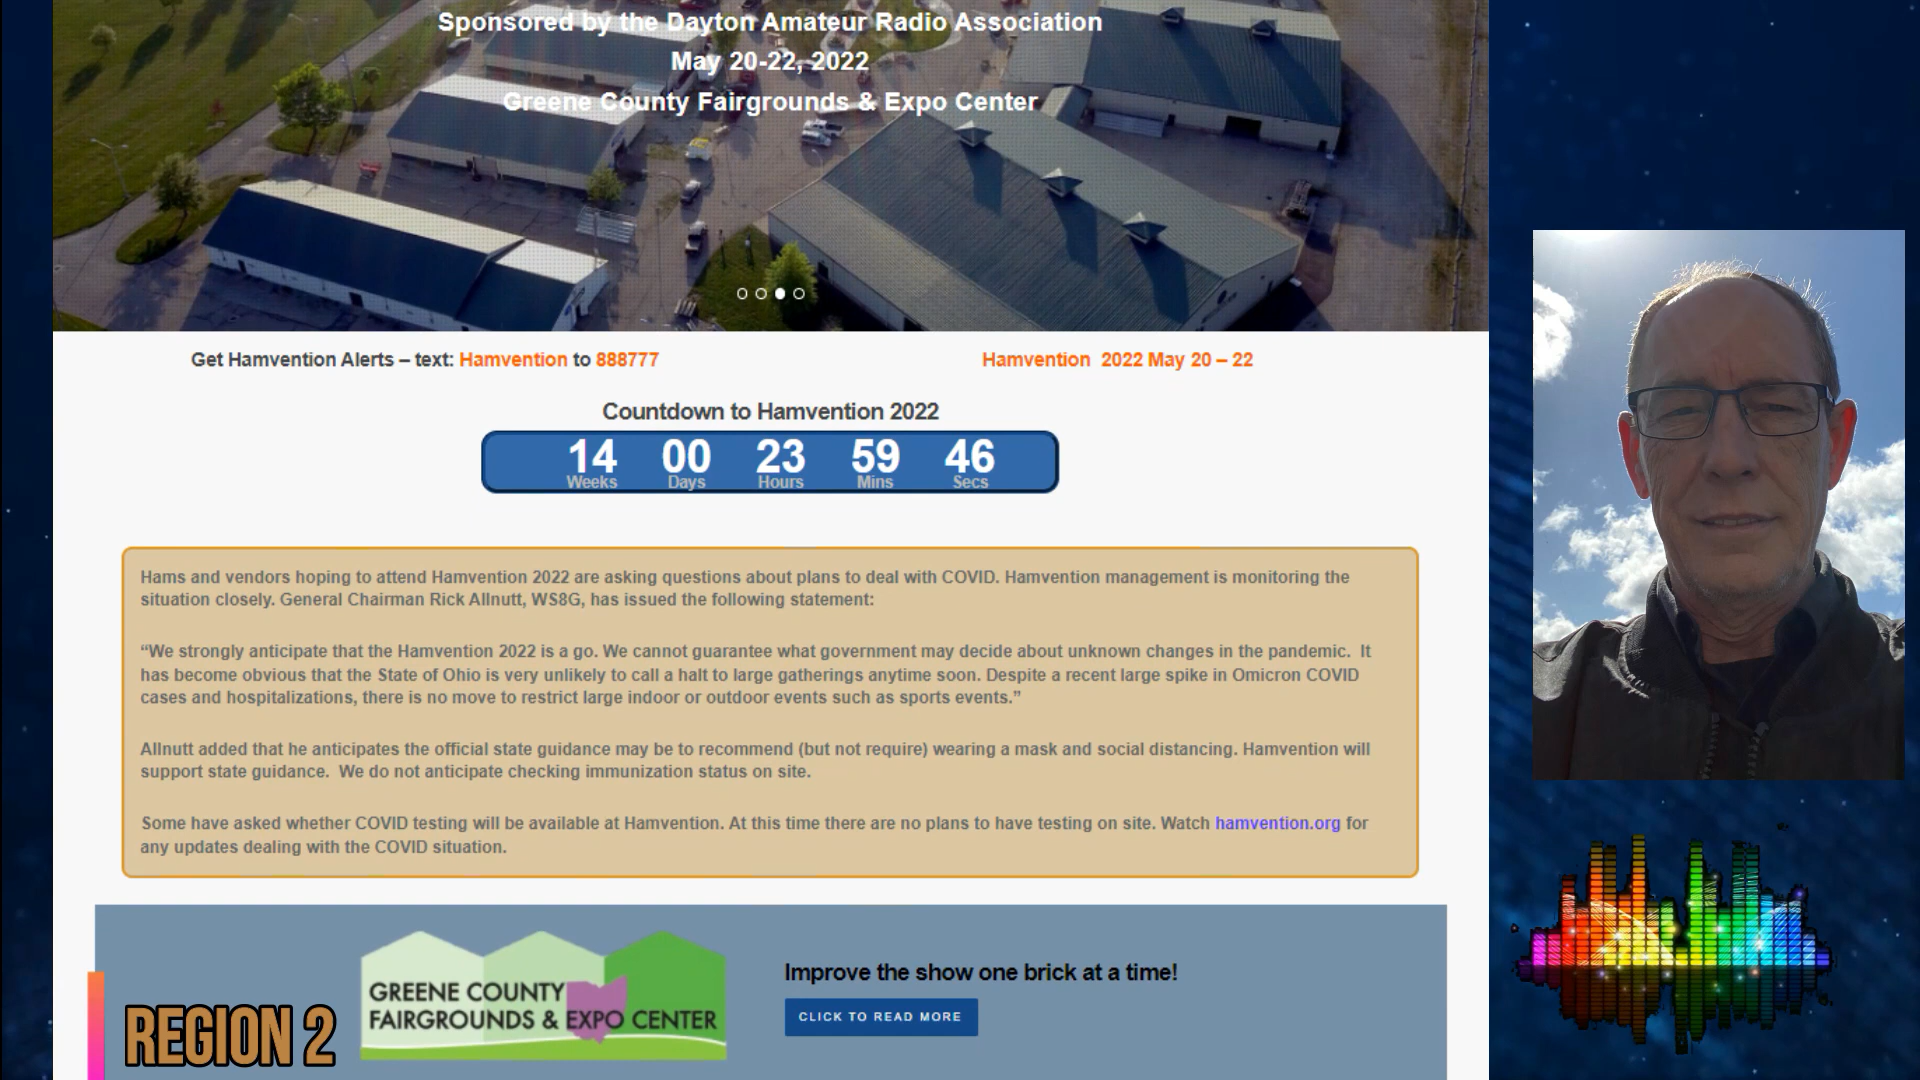 Sponsored by the Dayton Amateur Radio Association
May 20-22, 2022
Greene County Fairgrounds & Expo Center
Get Hamvention Alerts – text: Hamvention to 888777
Hamvention 2022 May 20 – 22
Countdown to Hamvention 2022
14 00 23 59 46
Weeks Days Hours Mins Secs
Hams and vendors hoping to attend Hamvention 2022 are asking questions about plans to deal with COVID. Hamvention management is monitoring the
situation closely. General Chairman Rick Allnutt, WS8G, has issued the following statement:
“We strongly anticipate that the Hamvention 2022 is a go. We cannot guarantee what government may decide about unknown changes in the pandemic. It
has become obvious that the State of Ohio is very unlikely to call a halt to large gatherings anytime soon. Despite a recent large spike in Omicron COVID
cases and hospitalizations, there is no move to restrict large indoor or outdoor events such as sports events.”
Allnutt added that he anticipates the official state guidance may be to recommend (but not require) wearing a mask and social distancing. Hamvention will
support state guidance. We do not anticipate checking immunization status on site.
Some have asked whether COVID testing will be available at Hamvention. At this time there are no plans to have testing on site. Watch hamvention.org for
any updates dealing with the COVID situation.
GREENE COUNTY
FAIRGROUNDS & EXPO CENTER
Improve the show one brick at a time!
CLICK TO READ MORE
REGION 2